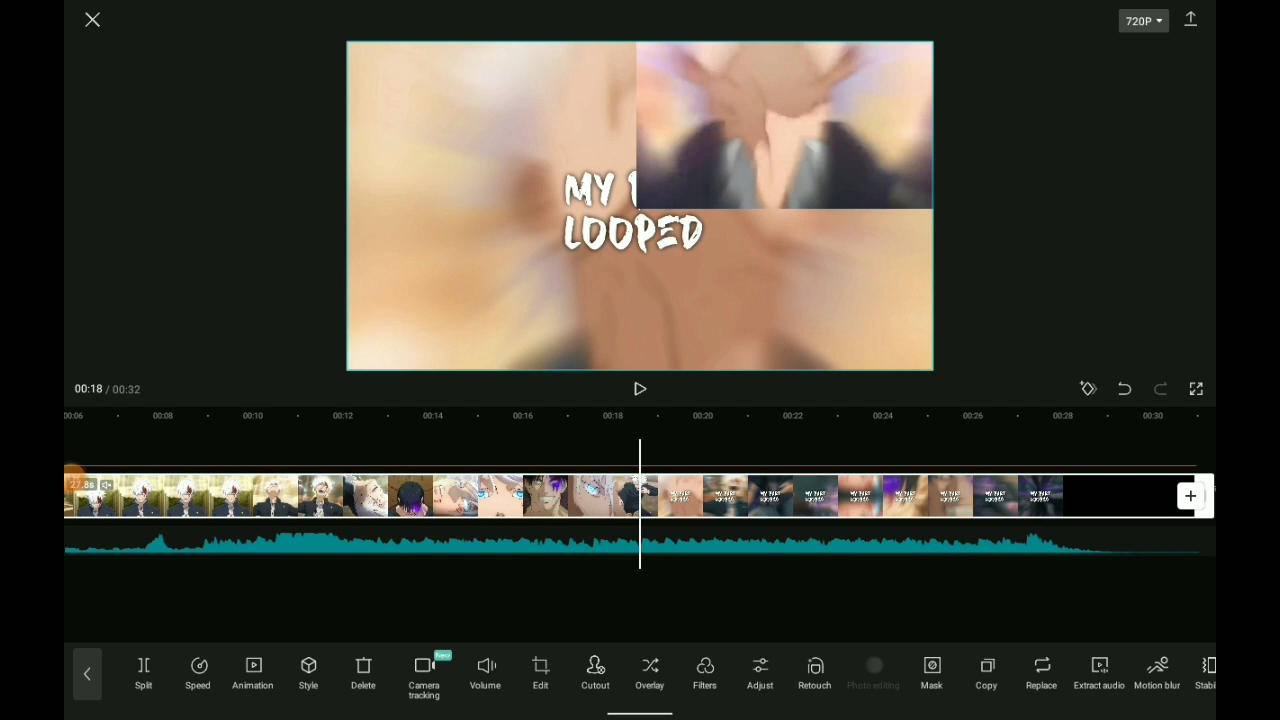 720P
MY
LOOPED
00:18 / 00:32
00:06 00:08 00:10 00:12 00:14 00:16 00:18 00:20 00:22 00:24 00:26 00:28 00:30
27.8s
New
Split Speed Animation Style Delete Camera tracking Volume Edit Cutout Overlay Filters Adjust Retouch Photo editing Mask Copy Replace Extract audio Motion blur Stabi